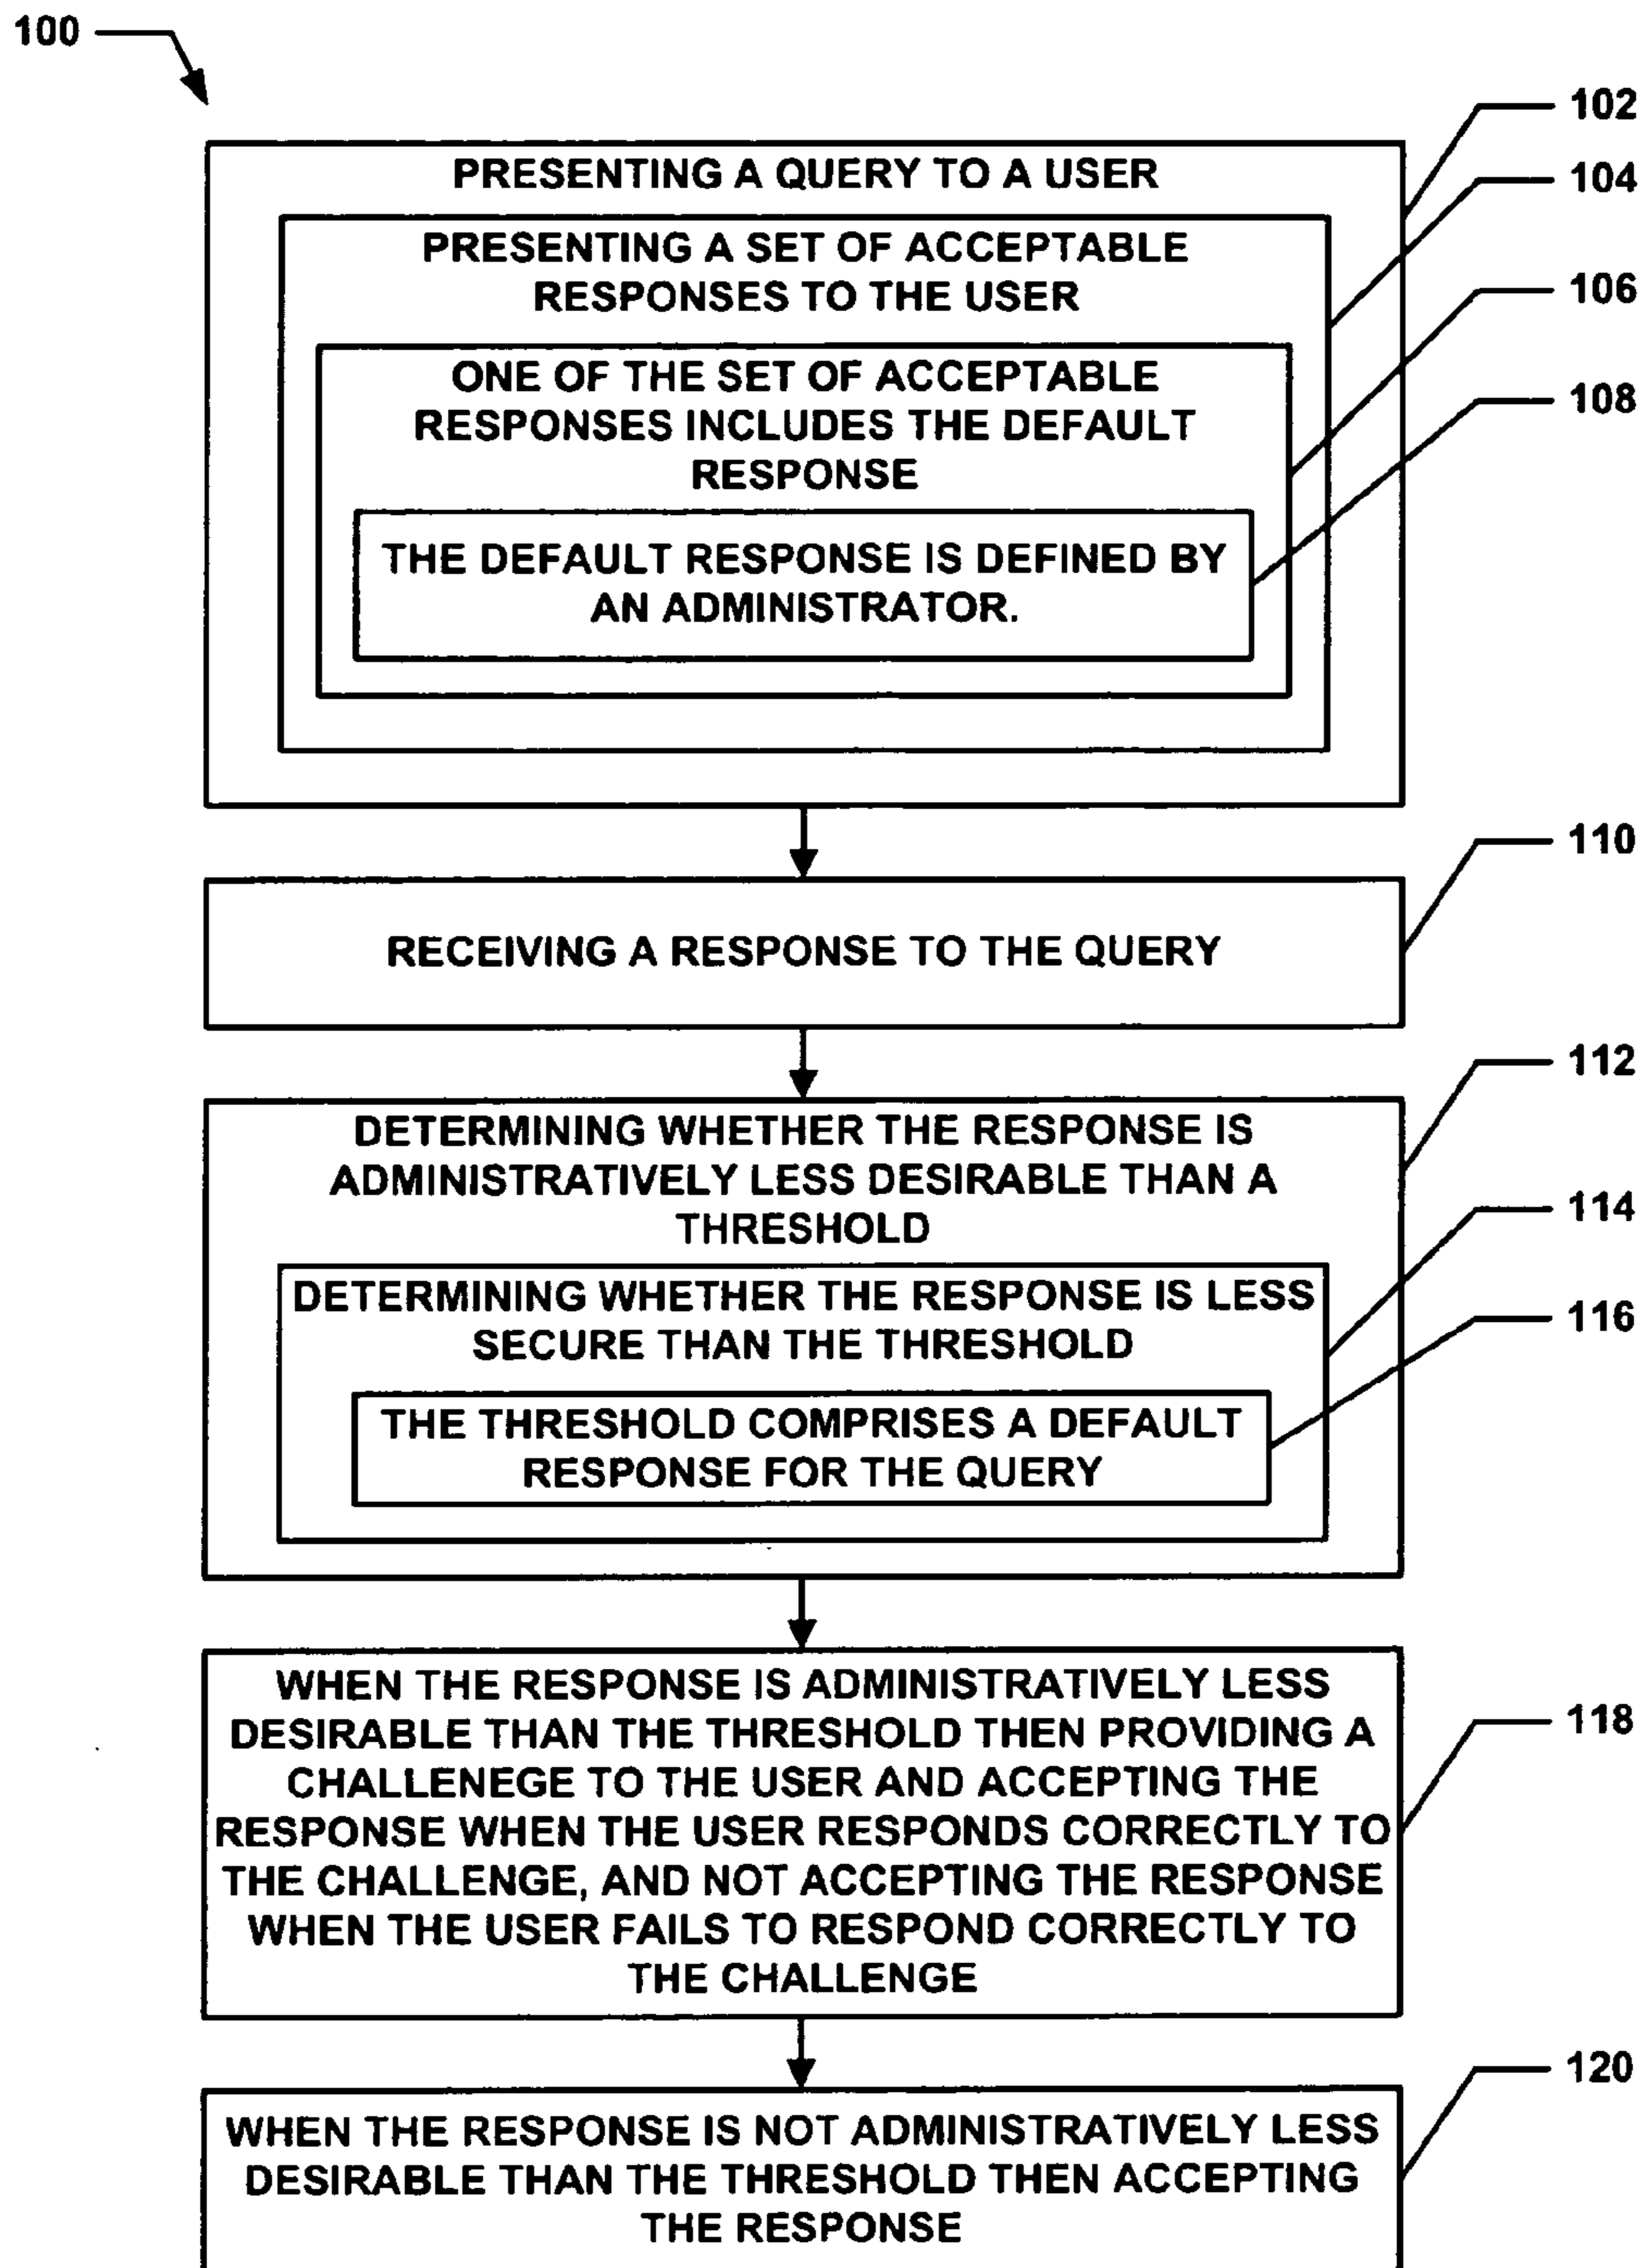 100
102
PRESENTING A QUERY TO A USER
104
PRESENTING A SET OF ACCEPTABLE
RESPONSES TO THE USER
106
ONE OF THE SET OF ACCEPTABLE
RESPONSES INCLUDES THE DEFAULT
RESPONSE
108
THE DEFAULT RESPONSE IS DEFINED BY
AN ADMINISTRATOR.
110
RECEIVING A RESPONSE TO THE QUERY
112
DETERMINING WHETHER THE RESPONSE IS
ADMINISTRATIVELY LESS DESIRABLE THAN A
THRESHOLD
114
DETERMINING WHETHER THE RESPONSE IS LESS
SECURE THAN THE THRESHOLD
116
THE THRESHOLD COMPRISES A DEFAULT
RESPONSE FOR THE QUERY
WHEN THE RESPONSE IS ADMINISTRATIVELY LESS
DESIRABLE THAN THE THRESHOLD THEN PROVIDING A
118
CHALLENEGE TO THE USER AND ACCEPTING THE
RESPONSE WHEN THE USER RESPONDS CORRECTLY TO
THE CHALLENGE, AND NOT ACCEPTING THE RESPONSE
WHEN THE USER FAILS TO RESPOND CORRECTLY TO
THE CHALLENGE
120
WHEN THE RESPONSE IS NOT ADMINISTRATIVELY LESS
DESIRABLE THAN THE THRESHOLD THEN ACCEPTING
THE RESPONSE